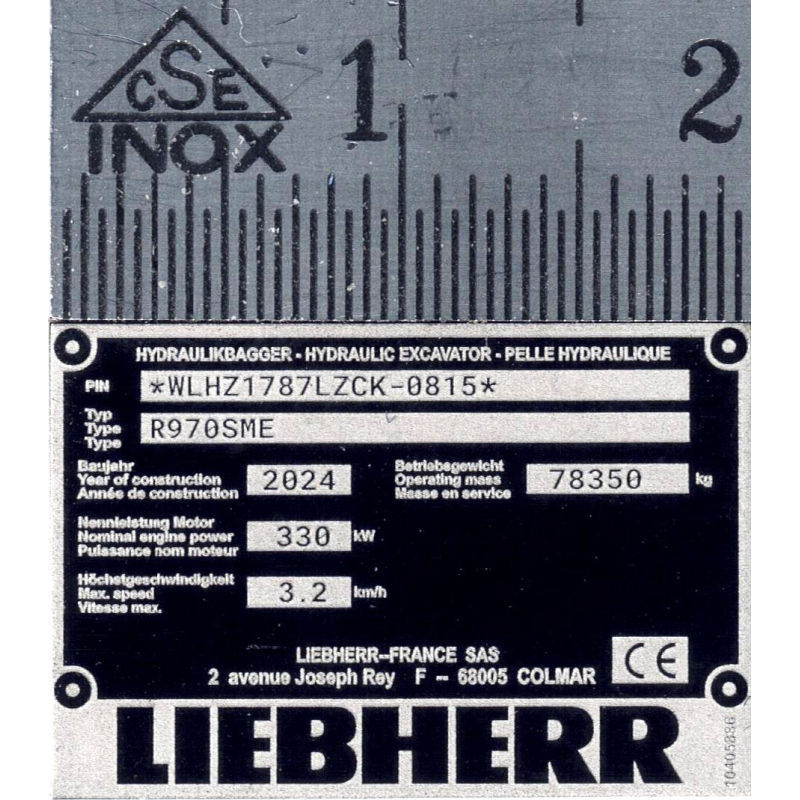 CSE
INOX
1 2
HYDRAULIKBAGGER - HYDRAULIC EXCAVATOR - PELLE HYDRAULIQUE
PIN *WLHZ1787LZCK-0815*
Typ
Type R970SME
Type
Baujahr
Year of construction 2024
Année de construction
Betriebsgewicht
Operating mass 78350 kg
Masse en service
Nennleistung Motor
Nominal engine power 330 kW
Puissance nom moteur
Höchstgeschwindigkeit
Max. speed 3.2 km/h
Vitesse max.
LIEBHERR-FRANCE SAS
2 avenue Joseph Rey F - 68005 COLMAR
CE
LIEBHERR
10405836